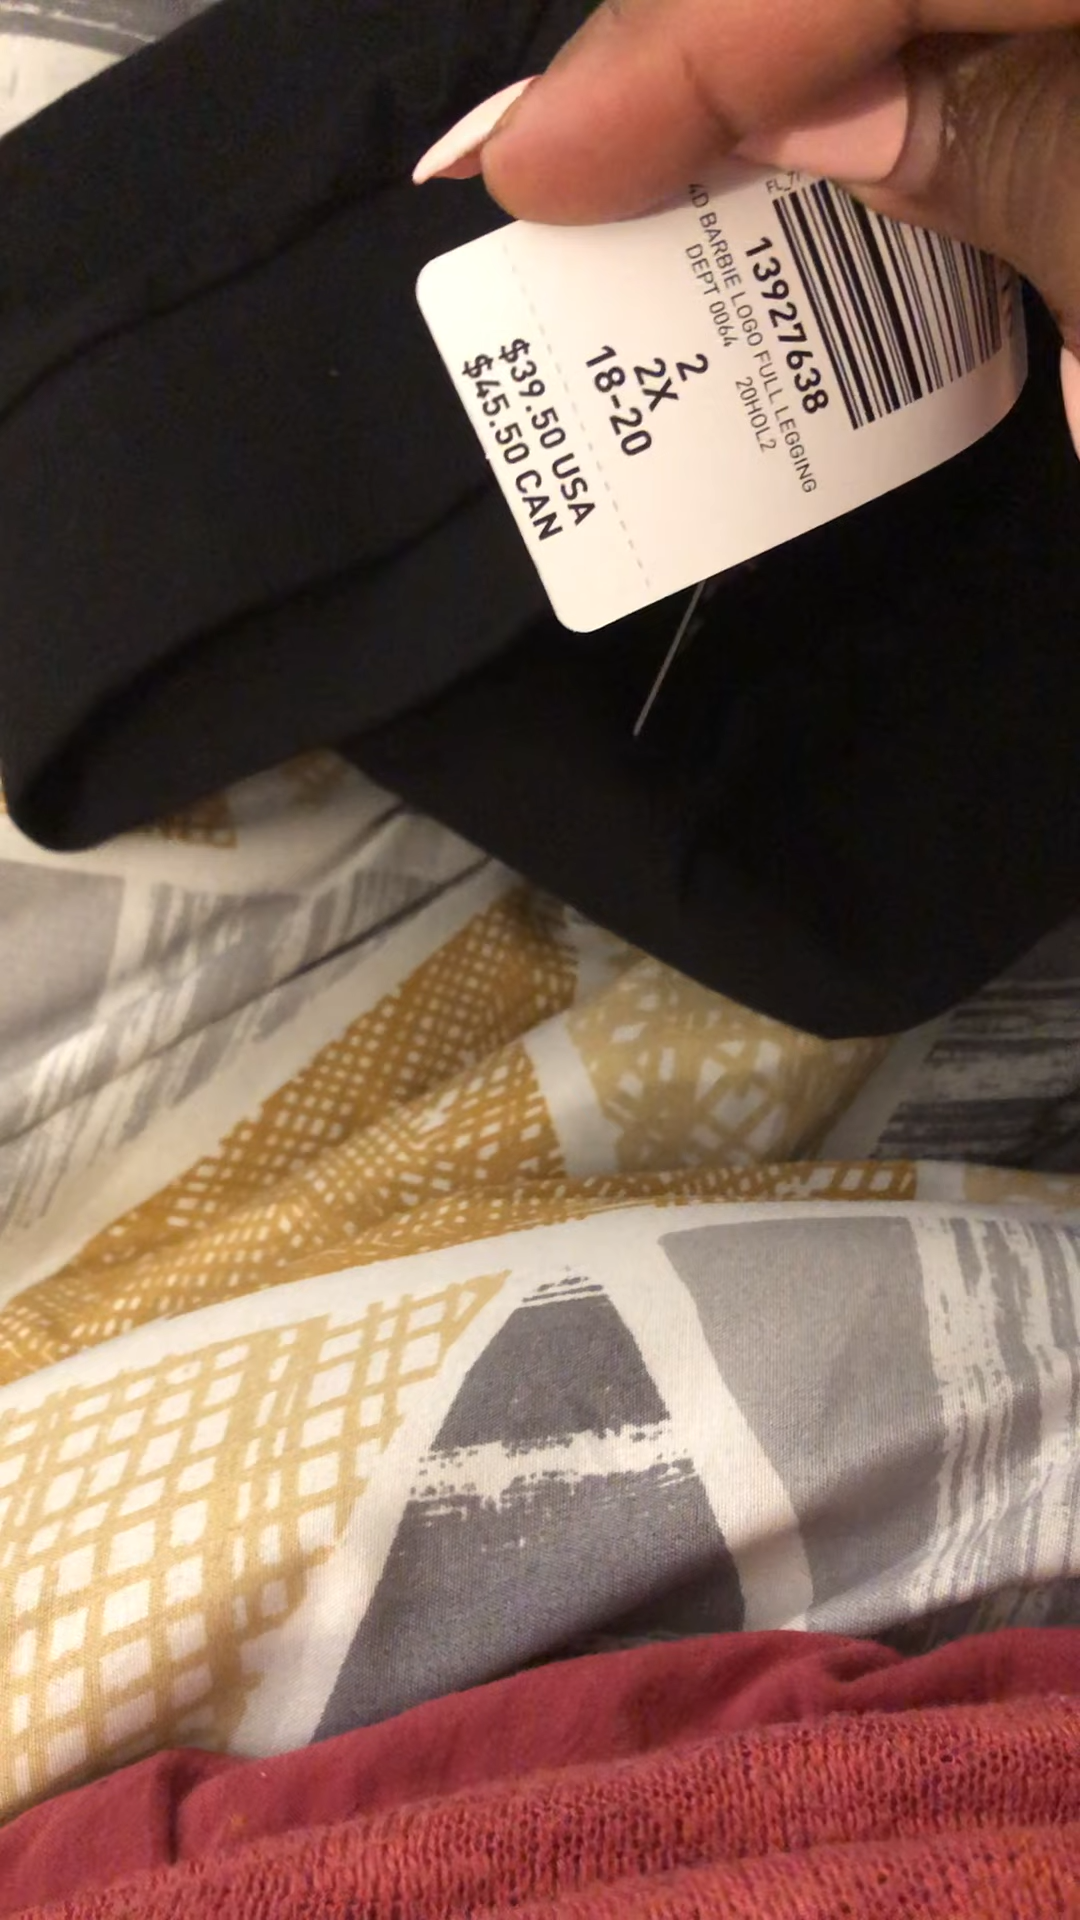 13927638
BARBIE LOGO FULL LEGGING
DEPT 0064 20HOL2
2
2X
18-20
$39.50 USA
$45.50 CAN